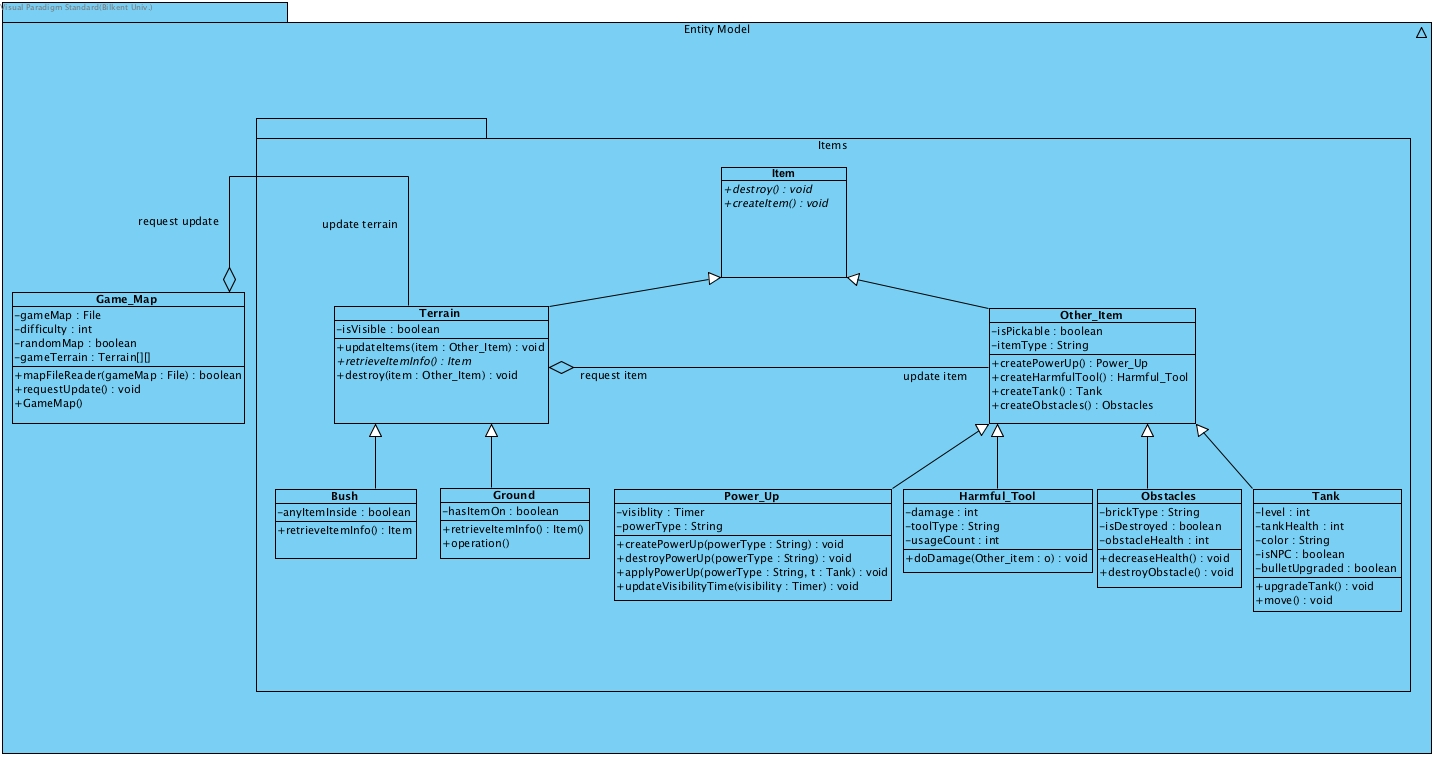 Visual Paradigm Standard(Bilkent Univ.)
Entity Model
Items
Item
+destroy() : void
+createItem() : void
request update
update terrain
Game_Map
-gameMap : File
-difficulty : int
-randomMap : boolean
-gameTerrain : Terrain[][]
+mapFileReader(gameMap : File) : boolean
+requestUpdate() : void
+GameMap()
Terrain
-isVisible : boolean
+updateItems(item : Other_Item) : void
+retrieveItemInfo() : Item
+destroy(item : Other_Item) : void
request item
update item
Other_Item
-isPickable : boolean
-itemType : String
+createPowerUp() : Power_Up
+createHarmfulTool() : Harmful_Tool
+createTank() : Tank
+createObstacles() : Obstacles
Bush
-anyItemInside : boolean
+retrieveItemInfo() : Item
Ground
-hasItemOn : boolean
+retrieveItemInfo() : Item()
+operation()
Power_Up
-visiblity : Timer
-powerType : String
+createPowerUp(powerType : String) : void
+destroyPowerUp(powerType : String) : void
+applyPowerUp(powerType : String, t : Tank) : void
+updateVisibilityTime(visibility : Timer) : void
Harmful_Tool
-damage : int
-toolType : String
-usageCount : int
+doDamage(Other_item : o) : void
Obstacles
-brickType : String
-isDestroyed : boolean
-obstacleHealth : int
+decreaseHealth() : void
+destroyObstacle() : void
Tank
-level : int
-tankHealth : int
-color : String
-isNPC : boolean
-bulletUpgraded : boolean
+upgradeTank() : void
+move() : void